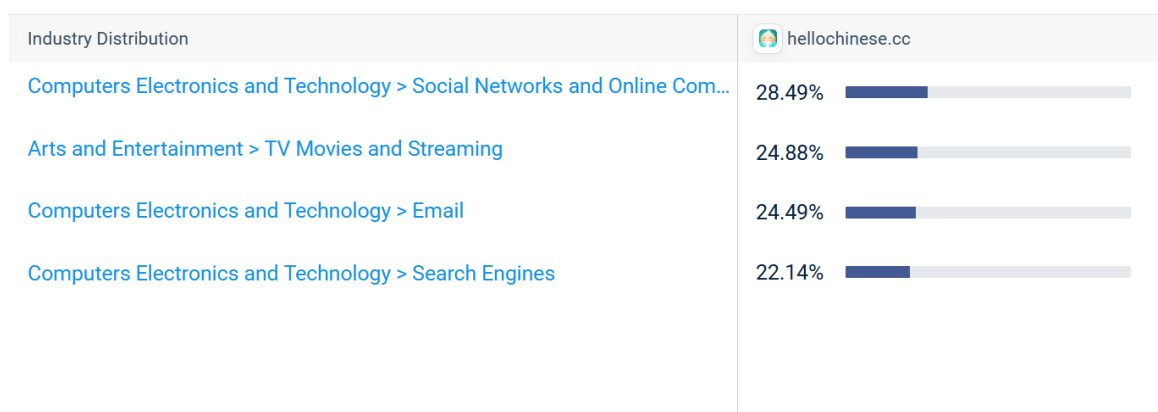 Industry Distribution
hellochinese.cc
Computers Electronics and Technology > Social Networks and Online Com...
28.49%
Arts and Entertainment > TV Movies and Streaming
24.88%
Computers Electronics and Technology > Email
24.49%
Computers Electronics and Technology > Search Engines
22.14%